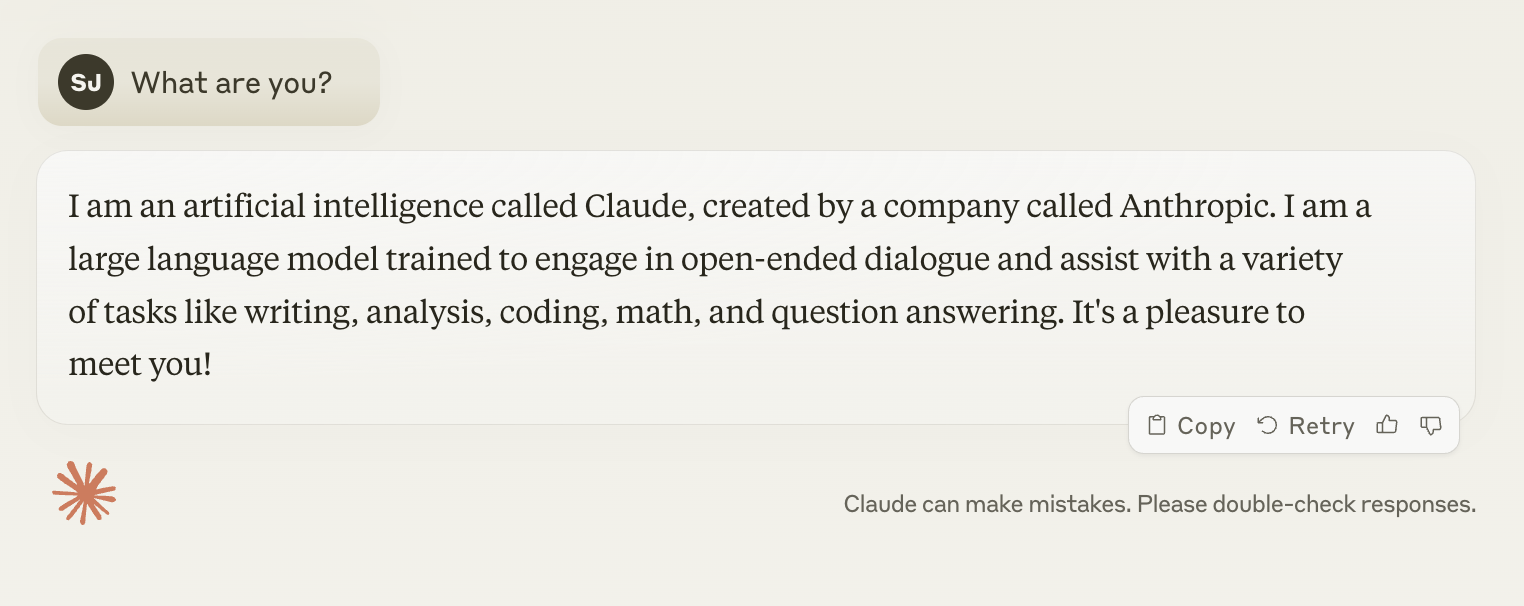 SJ What are you?
I am an artificial intelligence called Claude, created by a company called Anthropic. I am a
large language model trained to engage in open-ended dialogue and assist with a variety
of tasks like writing, analysis, coding, math, and question answering. It's a pleasure to
meet you!
Copy Retry
Claude can make mistakes. Please double-check responses.